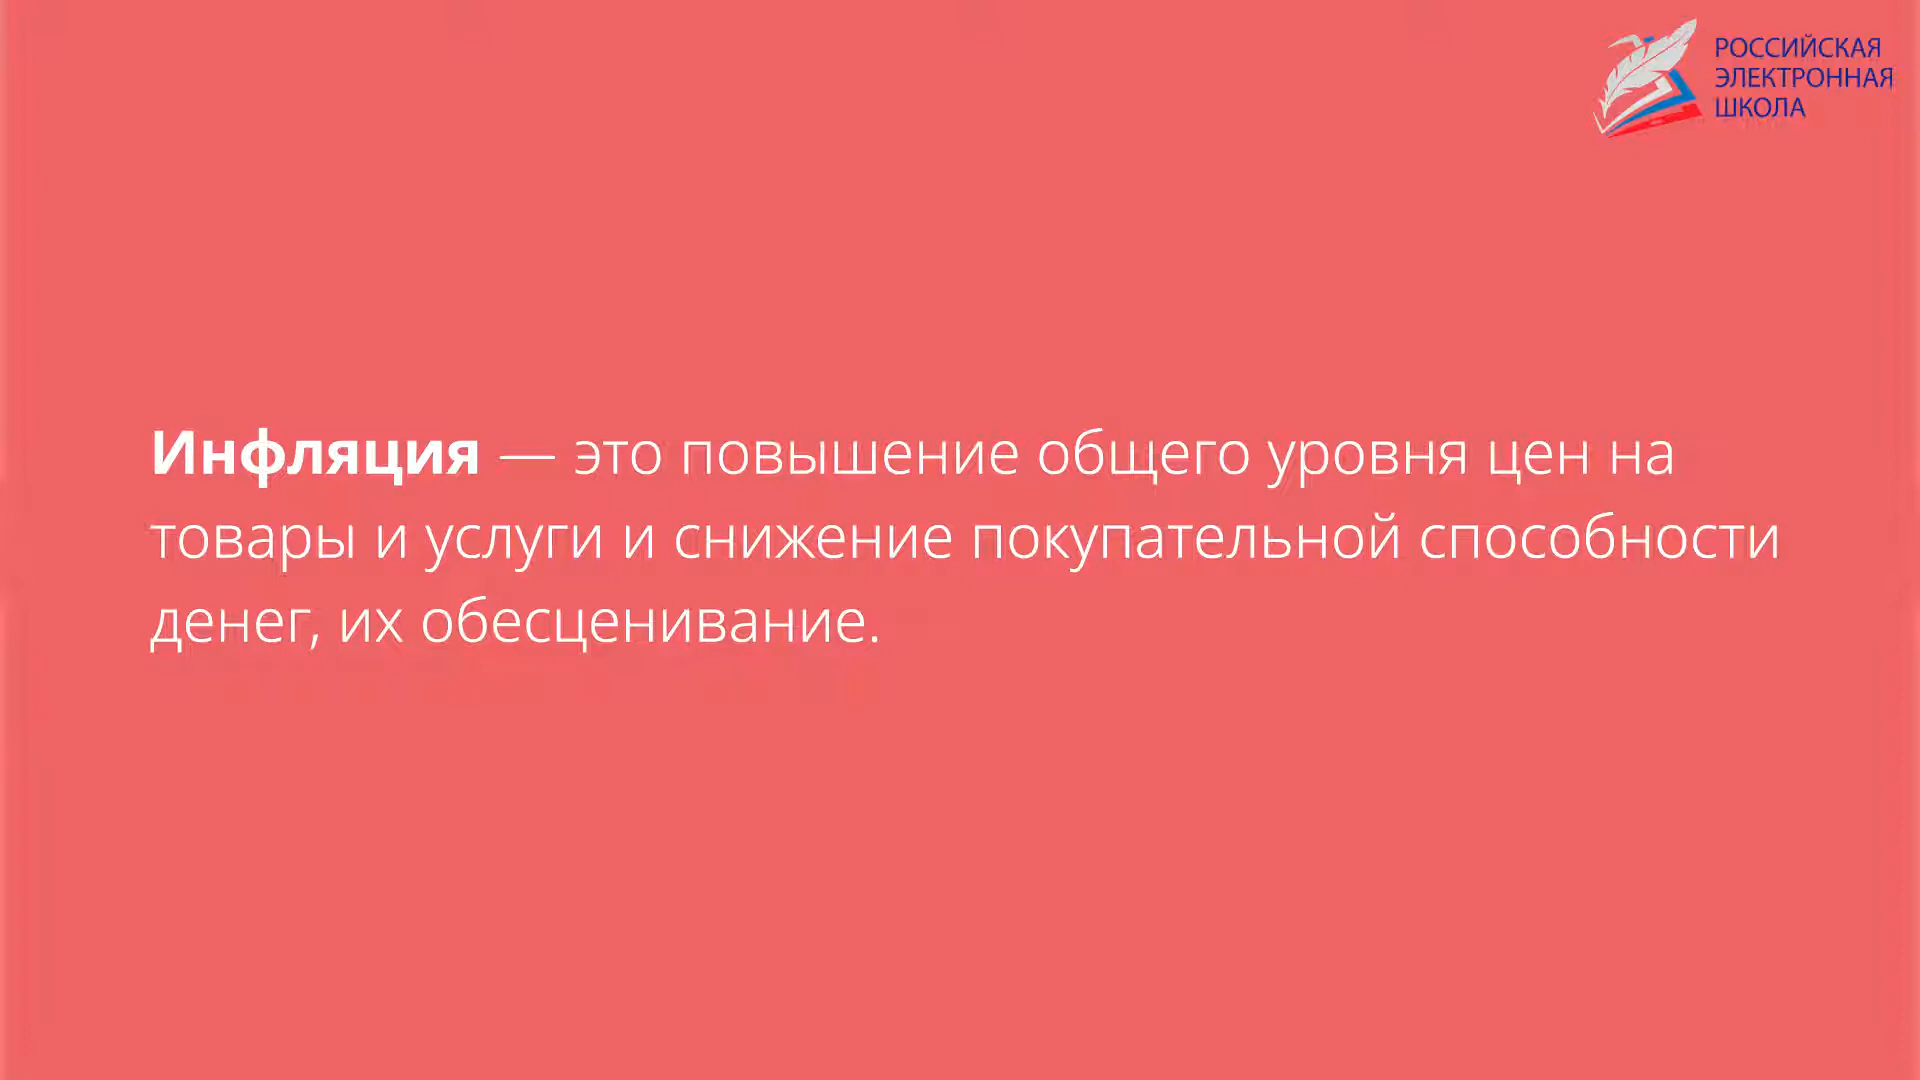 РОССИЙСКАЯ
ЭЛЕКТРОННАЯ
ШКОЛА
Инфляция — это повышение общего уровня цен на
товары и услуги и снижение покупательной способности
денег, их обесценивание.